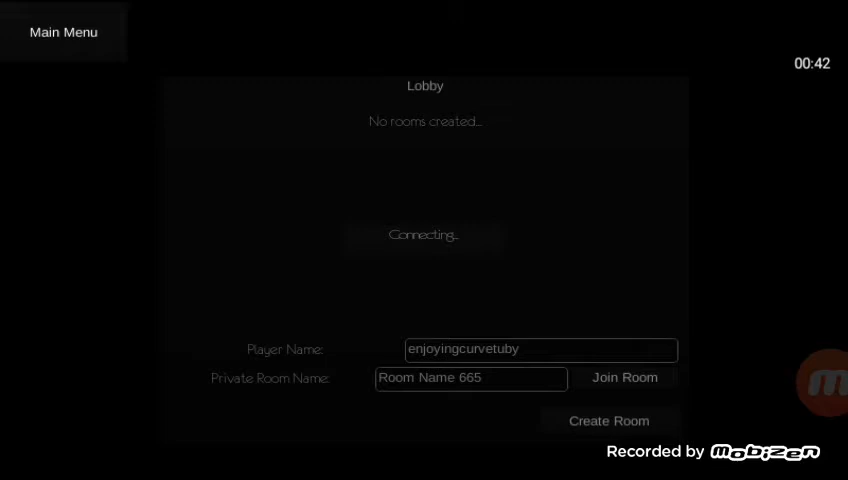 Main Menu
00:42
Lobby
No rooms created...
Connecting...
Player Name:
enjoyingcurvetuby
Private Room Name:
Room Name 665
Join Room
Create Room
Recorded by mobizen